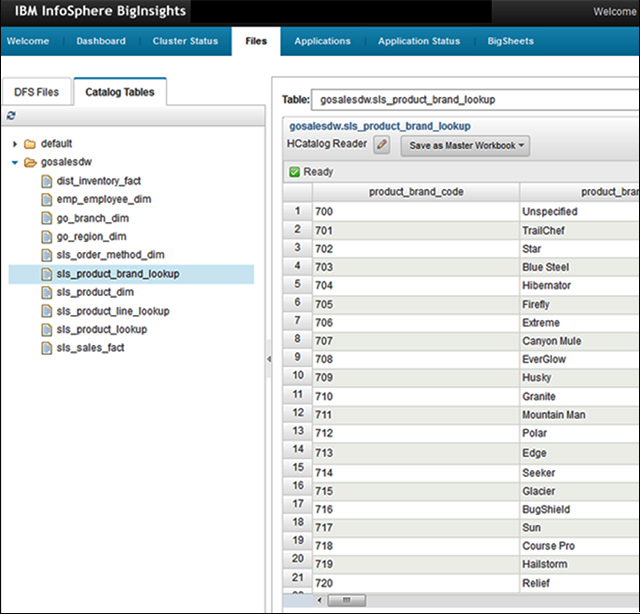 IBM InfoSphere BigInsights
Welcome
Welcome Dashboard Cluster Status Files Applications Application Status BigSheets
DFS Files Catalog Tables
default
gosalesdw
dist_inventory_fact
emp_employee_dim
go_branch_dim
go_region_dim
sls_order_method_dim
sls_product_brand_lookup
sls_product_dim
sls_product_line_lookup
sls_product_lookup
sls_sales_fact
Table: gosalesdw.sls_product_brand_lookup
gosalesdw.sls_product_brand_lookup
HCatalog Reader Save as Master Workbook
Ready
product_brand_code product_bran
1 700 Unspecified
2 701 TrailChef
3 702 Star
4 703 Blue Steel
5 704 Hibernator
6 705 Firefly
7 706 Extreme
8 707 Canyon Mule
9 708 EverGlow
10 709 Husky
11 710 Granite
12 711 Mountain Man
13 712 Polar
14 713 Edge
15 714 Seeker
16 715 Glacier
17 716 BugShield
18 717 Sun
19 718 Course Pro
20 719 Hailstorm
21 720 Relief